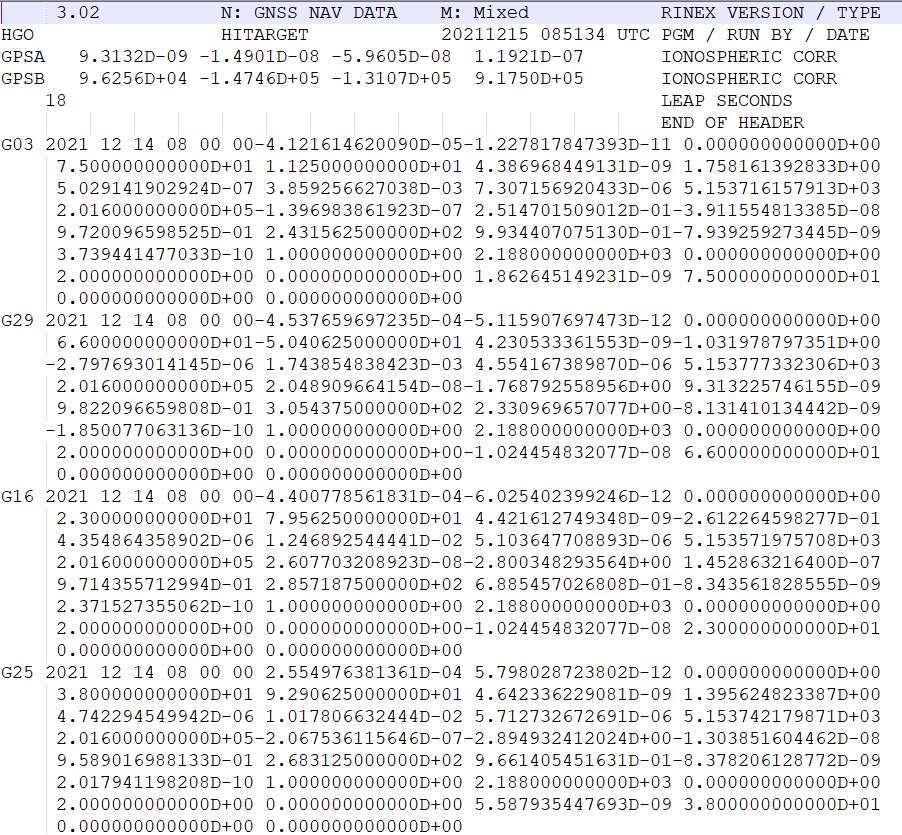 3.02           N: GNSS NAV DATA    M: Mixed            RINEX VERSION / TYPE
HGO                 HITARGET            20211215 085134 UTC PGM / RUN BY / DATE
GPSA   9.3132D-09 -1.4901D-08 -5.9605D-08  1.1921D-07       IONOSPHERIC CORR
GPSB   9.6256D+04 -1.4746D+05 -1.3107D+05  9.1750D+05       IONOSPHERIC CORR
    18                                                      LEAP SECONDS
                                                            END OF HEADER
G03 2021 12 14 08 00 00-4.121614620090D-05-1.227817847393D-11 0.000000000000D+00
     7.500000000000D+01 1.125000000000D+01 4.386968449131D-09 1.758161392833D+00
     5.029141902924D-07 3.859256627038D-03 7.307156920433D-06 5.153716157913D+03
     2.016000000000D+05-1.396983861923D-07 2.514701509012D-01-3.911554813385D-08
     9.720096598525D-01 2.431562500000D+02 9.934407075130D-01-7.939259273445D-09
     3.739441477033D-10 1.000000000000D+00 2.188000000000D+03 0.000000000000D+00
     2.000000000000D+00 0.000000000000D+00 1.862645149231D-09 7.500000000000D+01
     0.000000000000D+00 0.000000000000D+00
G29 2021 12 14 08 00 00-4.537659697235D-04-5.115907697473D-12 0.000000000000D+00
     6.600000000000D+01-5.040625000000D+01 4.230533361553D-09-1.031978797351D+00
    -2.797693014145D-06 1.743854838423D-03 4.554167389870D-06 5.153777332306D+03
     2.016000000000D+05 2.048909664154D-08-1.768792558956D+00 9.313225746155D-09
     9.822096659808D-01 3.054375000000D+02 2.330969657077D+00-8.131410134442D-09
    -1.850077063136D-10 1.000000000000D+00 2.188000000000D+03 0.000000000000D+00
     2.000000000000D+00 0.000000000000D+00-1.024454832077D-08 6.600000000000D+01
     0.000000000000D+00 0.000000000000D+00
G16 2021 12 14 08 00 00-4.400778561831D-04-6.025402399246D-12 0.000000000000D+00
     2.300000000000D+01 7.956250000000D+01 4.421612749348D-09-2.612264598277D-01
     4.354864358902D-06 1.246892544441D-02 5.103647708893D-06 5.153571975708D+03
     2.016000000000D+05 2.607703208923D-08-2.800348293564D+00 1.452863216400D-07
     9.714355712994D-01 2.857187500000D+02 6.885457026808D-01-8.343561828555D-09
     2.371527355062D-10 1.000000000000D+00 2.188000000000D+03 0.000000000000D+00
     2.000000000000D+00 0.000000000000D+00-1.024454832077D-08 2.300000000000D+01
     0.000000000000D+00 0.000000000000D+00
G25 2021 12 14 08 00 00 2.554976381361D-04 5.798028723802D-12 0.000000000000D+00
     3.800000000000D+01 9.290625000000D+01 4.642336229081D-09 1.395624823387D+00
     4.742294549942D-06 1.017806632444D-02 5.712732672691D-06 5.153742179871D+03
     2.016000000000D+05-2.067536115646D-07-2.894932412024D+00-1.303851604462D-08
     9.589016988133D-01 2.683125000000D+02 9.661405451631D-01-8.378206128772D-09
     2.017941198208D-10 1.000000000000D+00 2.188000000000D+03 0.000000000000D+00
     2.000000000000D+00 0.000000000000D+00 5.587935447693D-09 3.800000000000D+01
     0.000000000000D+00 0.000000000000D+00